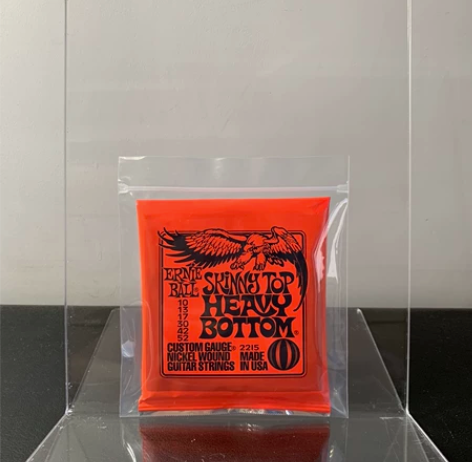 ERNIE
BALL
SKINNY TOP
HEAVY
BOTTOM®
10
13
17
30
42
52
CUSTOM GAUGE® 2215
NICKEL WOUND MADE
GUITAR STRINGS IN USA